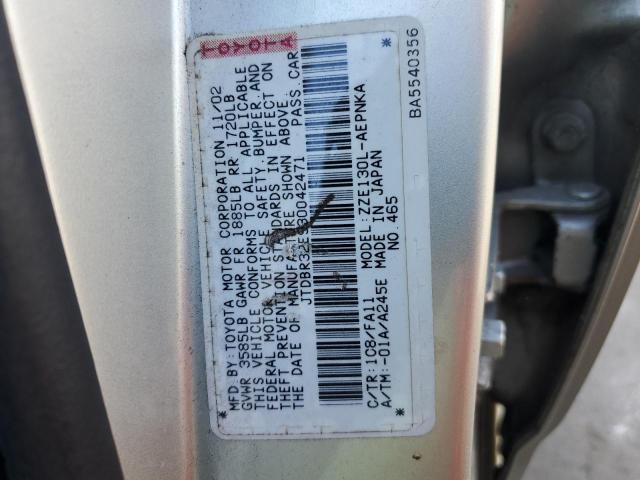 TOYOTA
MFD. BY: TOYOTA MOTOR CORPORATION 11/02
GVWR 3585LB GAWR FR 1885LB RR 1720LB
THIS VEHICLE CONFORMS TO ALL APPLICABLE
FEDERAL MOTOR VEHICLE SAFETY, BUMPER, AND
THEFT PREVENTION STANDARDS IN EFFECT ON
THE DATE OF MANUFACTURE SHOWN ABOVE.
PASS. CAR
C/TR: 1C8/FA11 MODEL: ZZE130L-AEPNKA
A/TM: -01A/A245E MADE IN JAPAN
* NO. 465 *
BA5540356